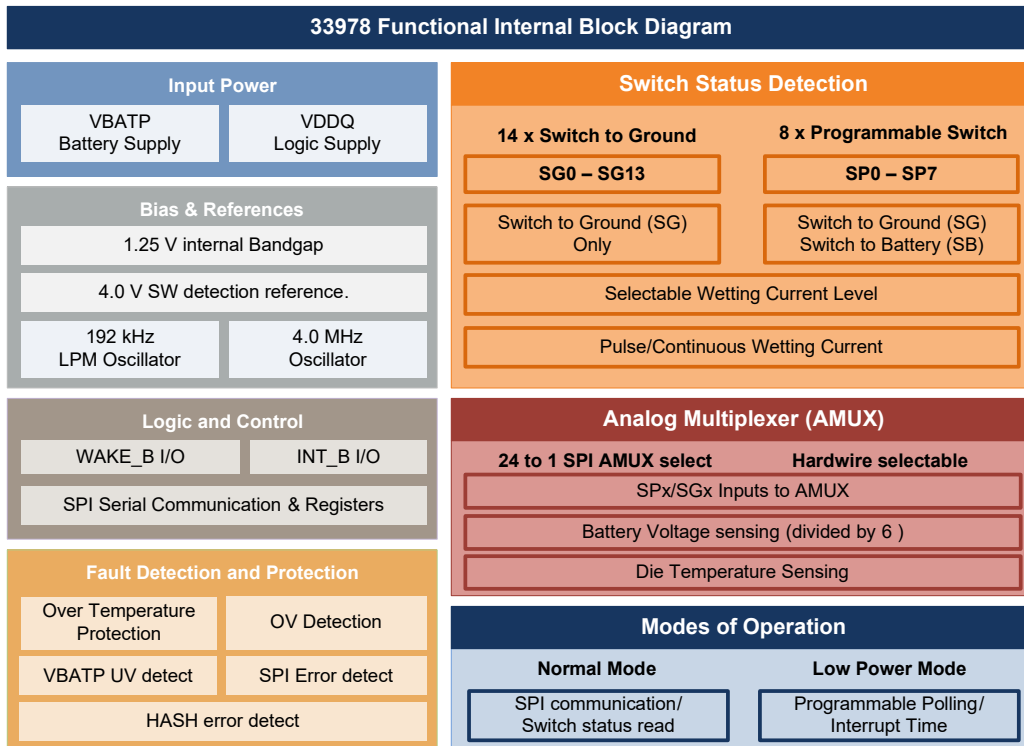 33978 Functional Internal Block Diagram
Input Power
VBATP
Battery Supply
VDDQ
Logic Supply
Bias & References
1.25 V internal Bandgap
4.0 V SW detection reference.
192 kHz
LPM Oscillator
4.0 MHz
Oscillator
Logic and Control
WAKE_B I/O
INT_B I/O
SPI Serial Communication & Registers
Fault Detection and Protection
Over Temperature
Protection
OV Detection
VBATP UV detect
SPI Error detect
HASH error detect
Switch Status Detection
14 x Switch to Ground
8 x Programmable Switch
SG0 – SG13
SP0 – SP7
Switch to Ground (SG)
Only
Switch to Ground (SG)
Switch to Battery (SB)
Selectable Wetting Current Level
Pulse/Continuous Wetting Current
Analog Multiplexer (AMUX)
24 to 1 SPI AMUX select
Hardwire selectable
SPx/SGx Inputs to AMUX
Battery Voltage sensing (divided by 6 )
Die Temperature Sensing
Modes of Operation
Normal Mode
Low Power Mode
SPI communication/
Switch status read
Programmable Polling/
Interrupt Time